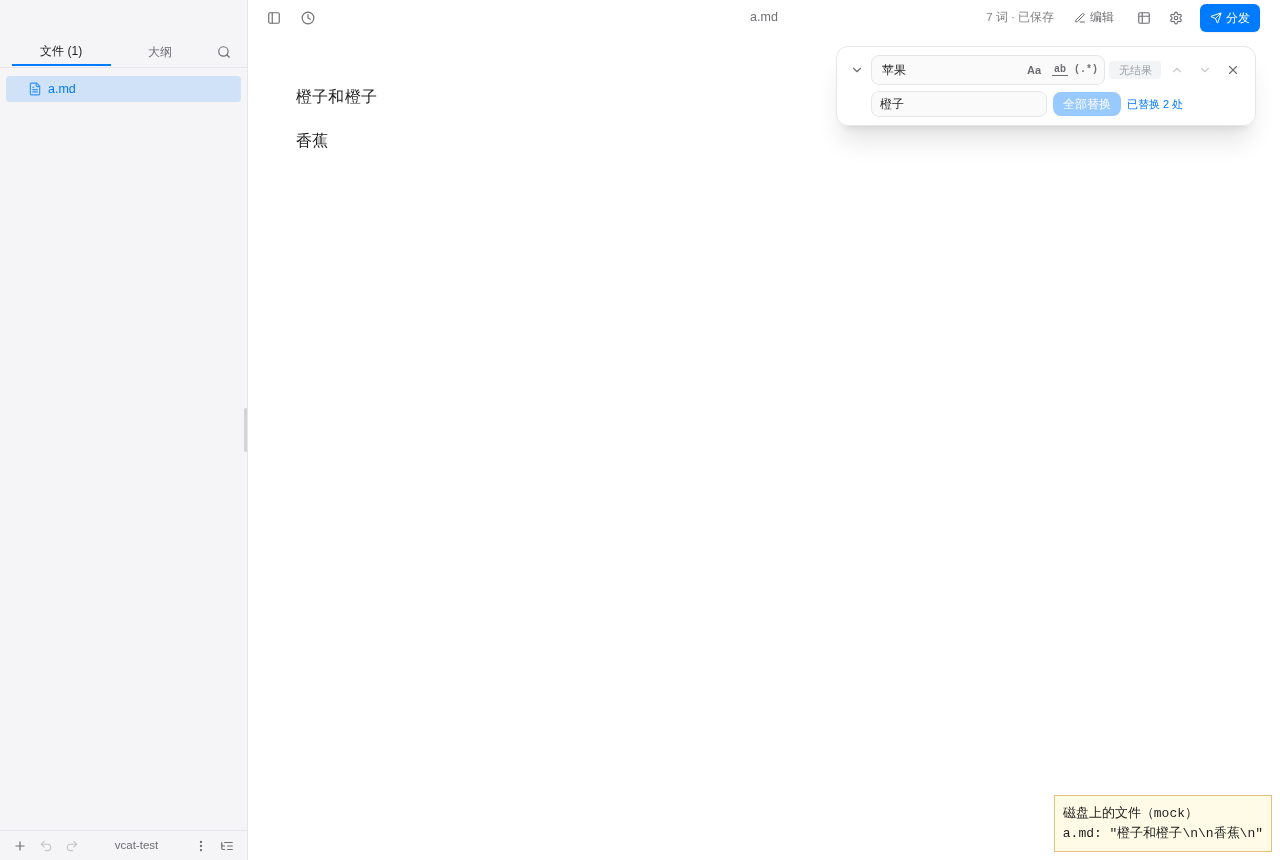 a.md
7 词 · 已保存
编辑
分发
文件 (1)
大纲
a.md
苹果
Aa
ab
(.*)
无结果
橙子
全部替换
已替换 2 处
橙子和橙子
香蕉
磁盘上的文件（mock）
a.md: "橙子和橙子\n\n香蕉\n"
vcat-test